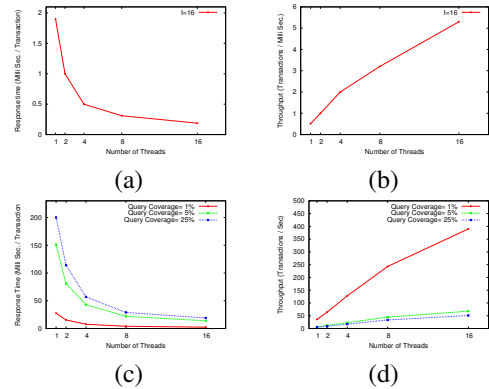 Response time (Milli Sec. / Transaction)
2
1.5
1
0.5
0
I=16
1 2 4 8 16
Number of Threads
(a)
Throughput (Transactions / Milli Sec.)
6
5
4
3
2
1
0
I=16
1 2 4 8 16
Number of Threads
(b)
Response Time (Milli Sec. / Transaction
200
150
100
50
0
Query Coverage= 1%
Query Coverage= 5%
Query Coverage= 25%
1 2 4 8 16
Number of Threads
(c)
Throughput (Transactions / Sec)
500
450
400
350
300
250
200
150
100
50
0
Query Coverage= 1%
Query Coverage= 5%
Query Coverage= 25%
1 2 4 8 16
Number of Threads
(d)